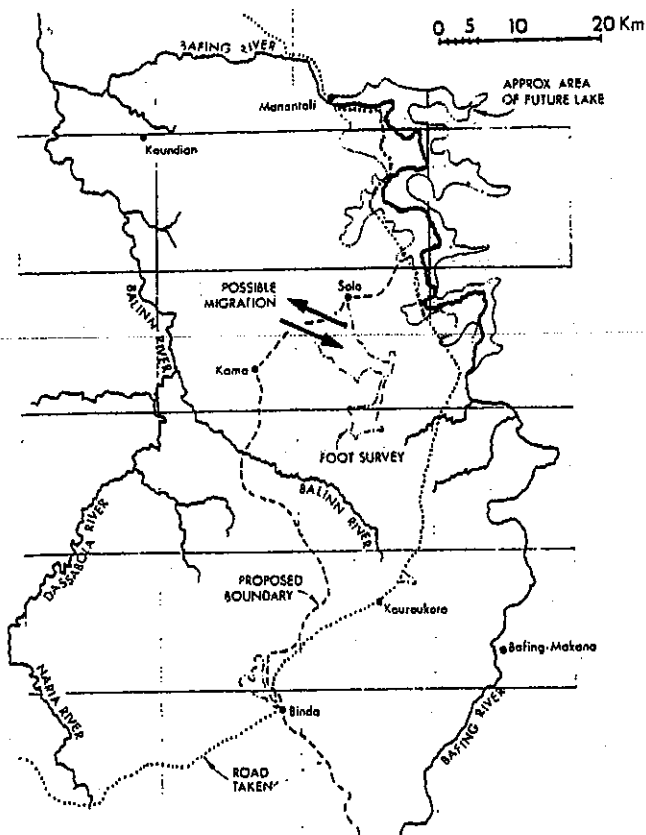 0 5 10 20 Km
BAFING RIVER
APPROX AREA
OF FUTURE LAKE
Manantali
Koundian
POSSIBLE
MIGRATION
Solo
BALINN RIVER
Kama
FOOT SURVEY
BALINN RIVER
DASSABOLA RIVER
PROPOSED
BOUNDARY
Kouroukoro
Bafing-Makana
NARIA RIVER
Binda
BAFING RIVER
ROAD
TAKEN